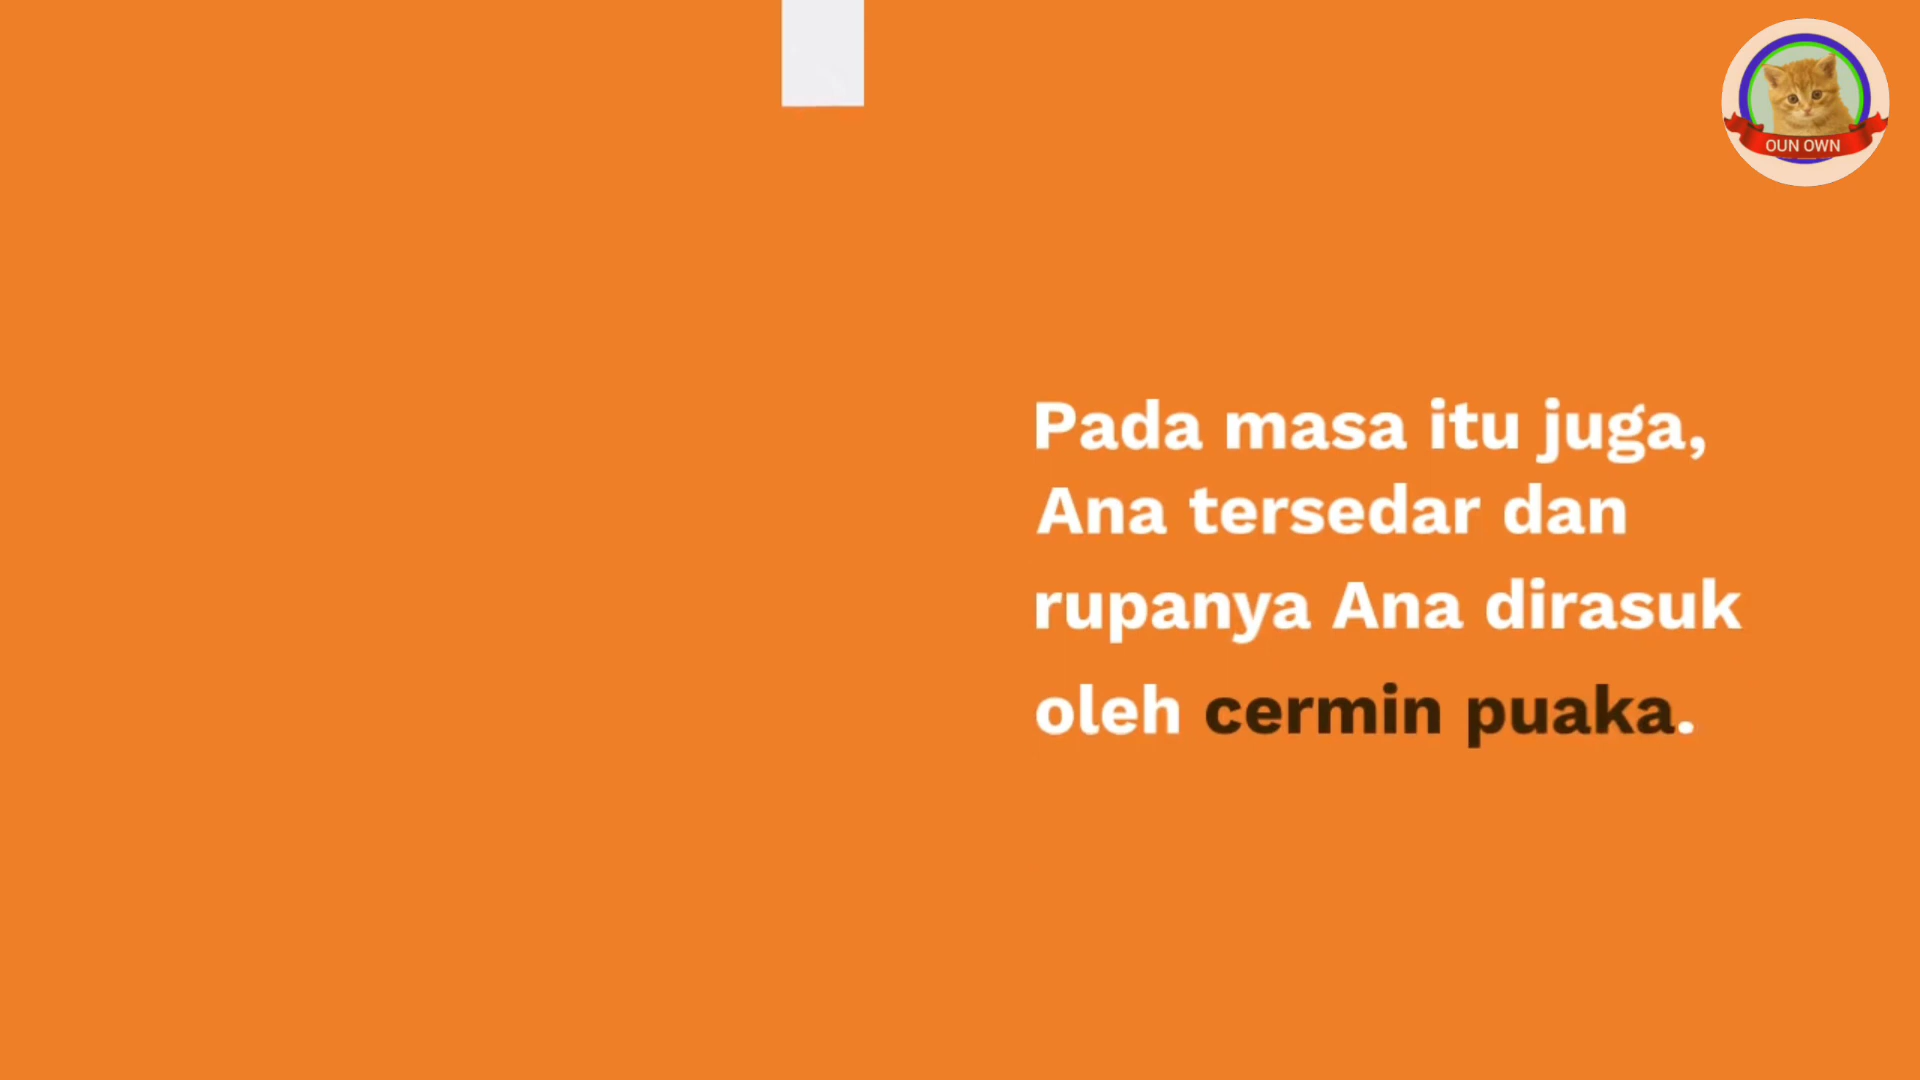 OUN OWN
Pada masa itu juga,
Ana tersedar dan
rupanya Ana dirasuk
oleh cermin puaka.